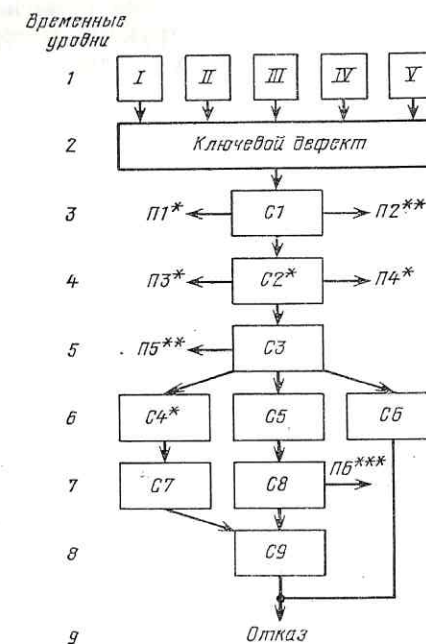 Временные
уровни
1 I II III IV V
2 Ключевой дефект
3 П1* С1 П2**
4 П3* С2* П4*
5 П5** С3
6 С4* С5 С6
7 С7 С8 П6***
8 С9
9 Отказ